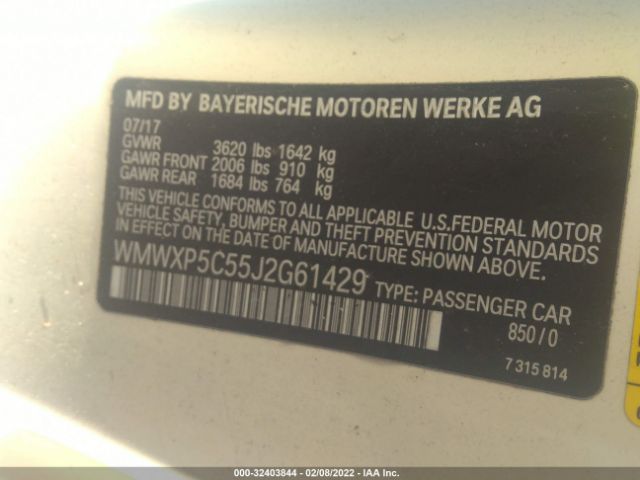 MFD BY BAYERISCHE MOTOREN WERKE AG
07/17
GVWR 3620 lbs 1642 kg
GAWR FRONT 2006 lbs 910 kg
GAWR REAR 1684 lbs 764 kg
THIS VEHICLE CONFORMS TO ALL APPLICABLE U.S.FEDERAL MOTOR
VEHICLE SAFETY, BUMPER AND THEFT PREVENTION STANDARDS
IN EFFECT ON THE DATE OF MANUFACTURE SHOWN ABOVE.
WMWXP5C55J2G61429 TYPE: PASSENGER CAR
850/0
7 315 814
000-32403844 - 02/08/2022 - IAA Inc.